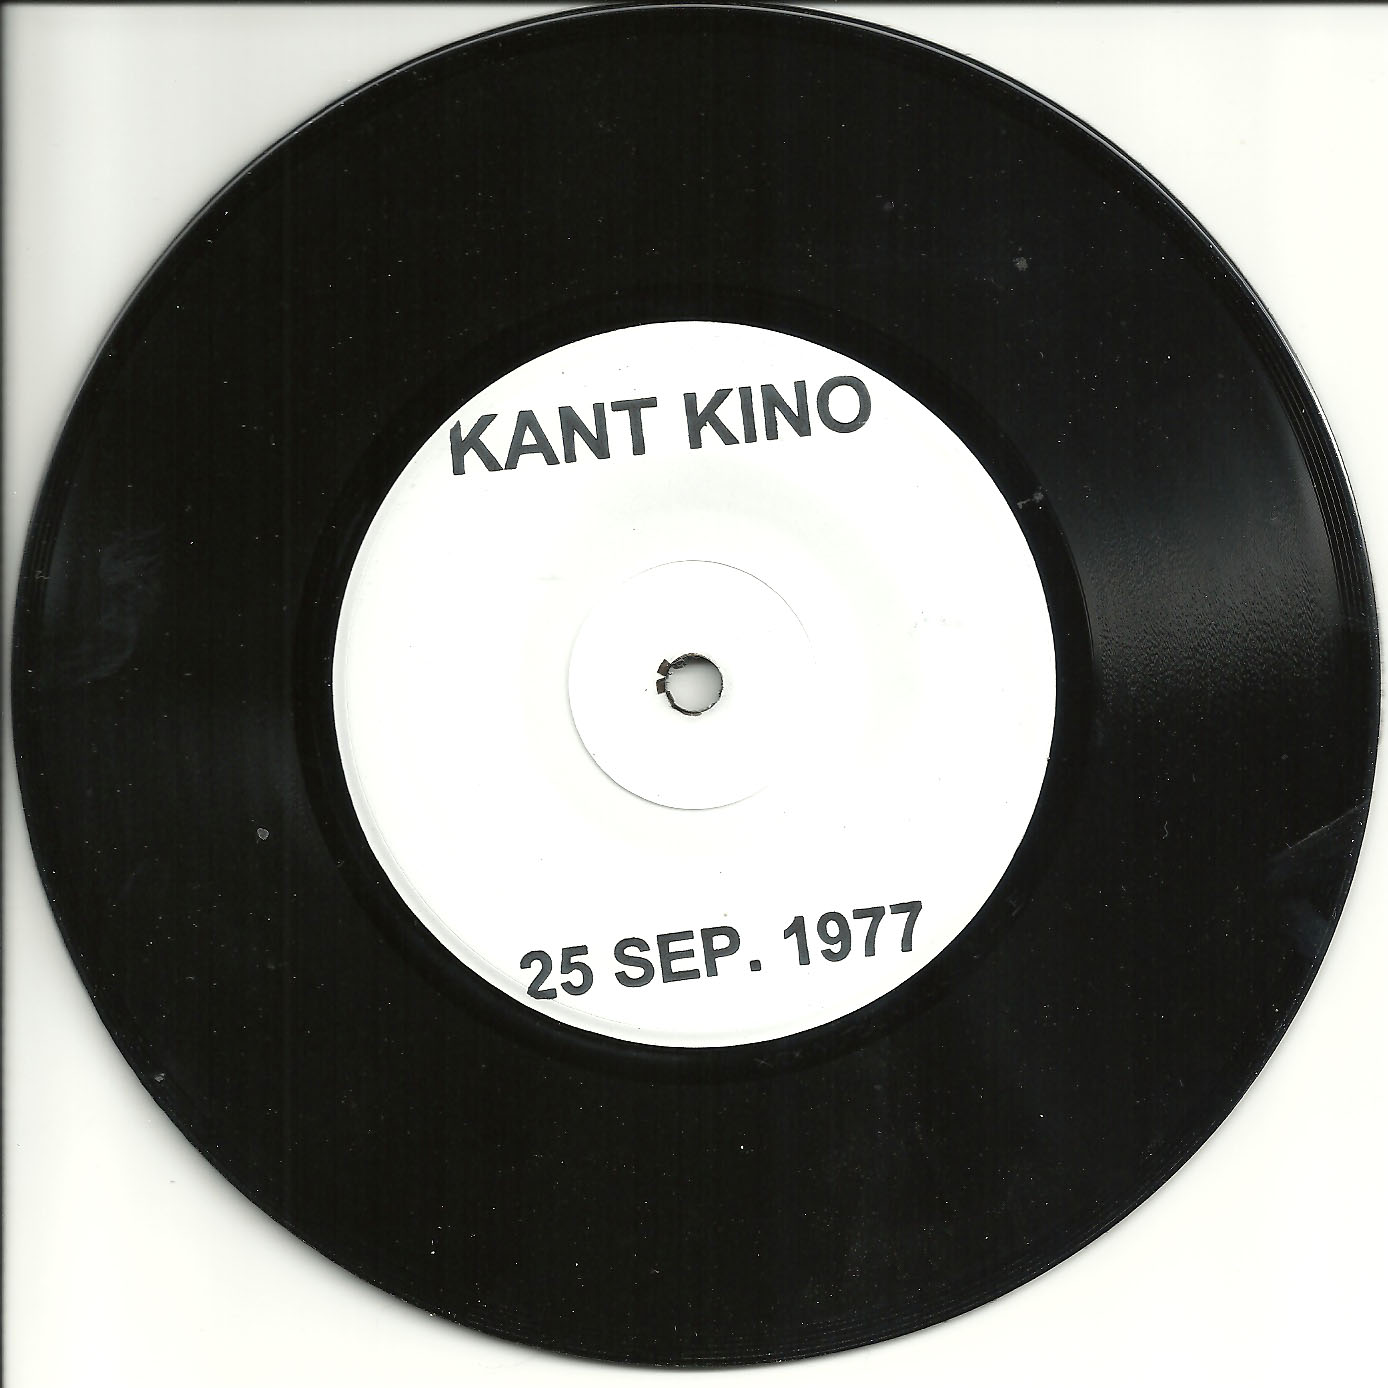 KANT KINO
25 SEP. 1977